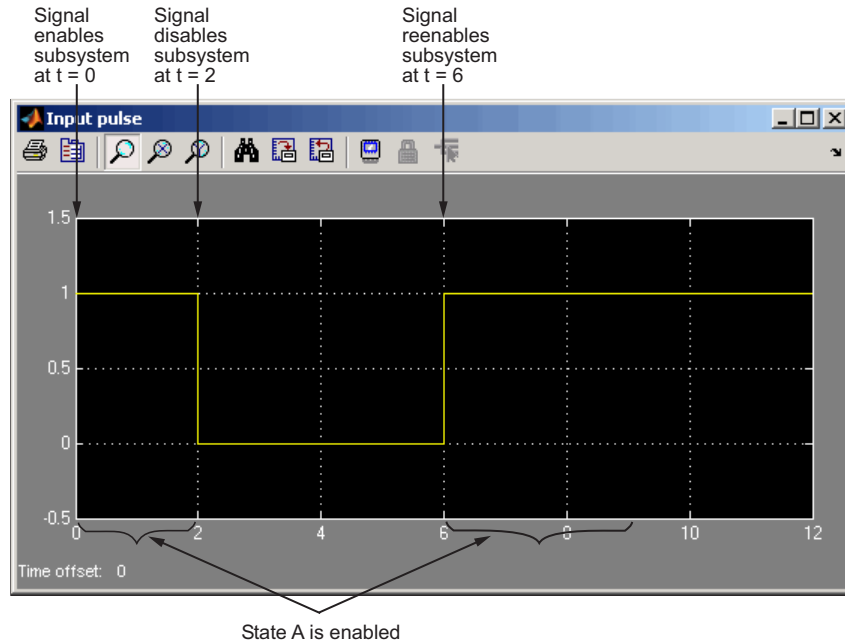 Signal
enables
subsystem
at t = 0
Signal
disables
subsystem
at t = 2
Signal
reenables
subsystem
at t = 6
Input pulse
1.5
1
0.5
0
-0.5
0
2
4
6
8
10
12
Time offset: 0
State A is enabled